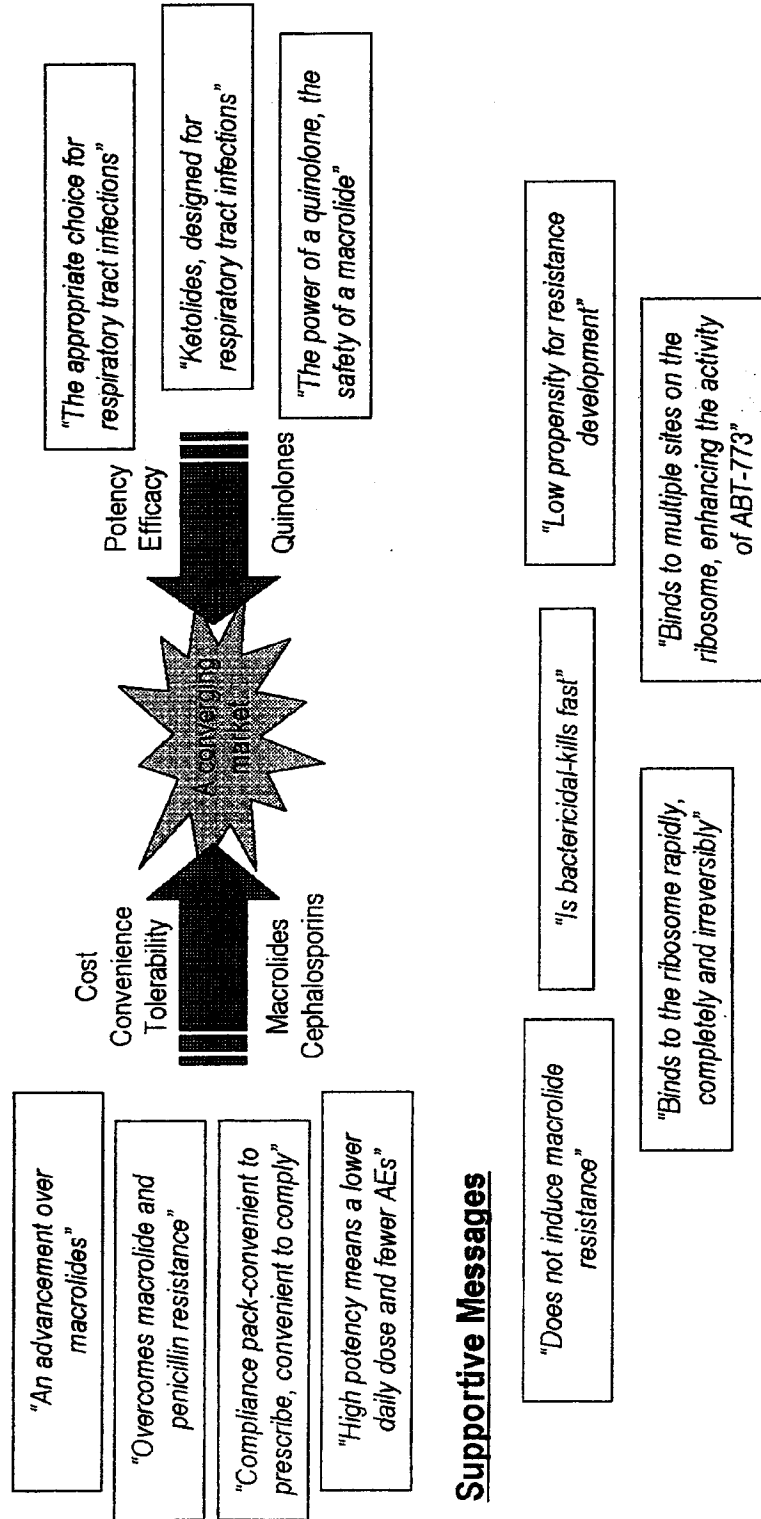 "An advancement over
macrolides"
"Overcomes macrolide and
penicillin resistance"
"Compliance pack-convenient to
prescribe, convenient to comply"
"High potency means a lower
daily dose and fewer AEs"
Cost
Convenience
Tolerability
Macrolides
Cephalosporins
A converging
market
Potency
Efficacy
Quinolones
"The appropriate choice for
respiratory tract infections"
"Ketolides, designed for
respiratory tract infections"
"The power of a quinolone, the
safety of a macrolide"
Supportive Messages
"Does not induce macrolide
resistance"
"Is bactericidal-kills fast"
"Low propensity for resistance
development"
"Binds to the ribosome rapidly,
completely and irreversibly"
"Binds to multiple sites on the
ribosome, enhancing the activity
of ABT-773"